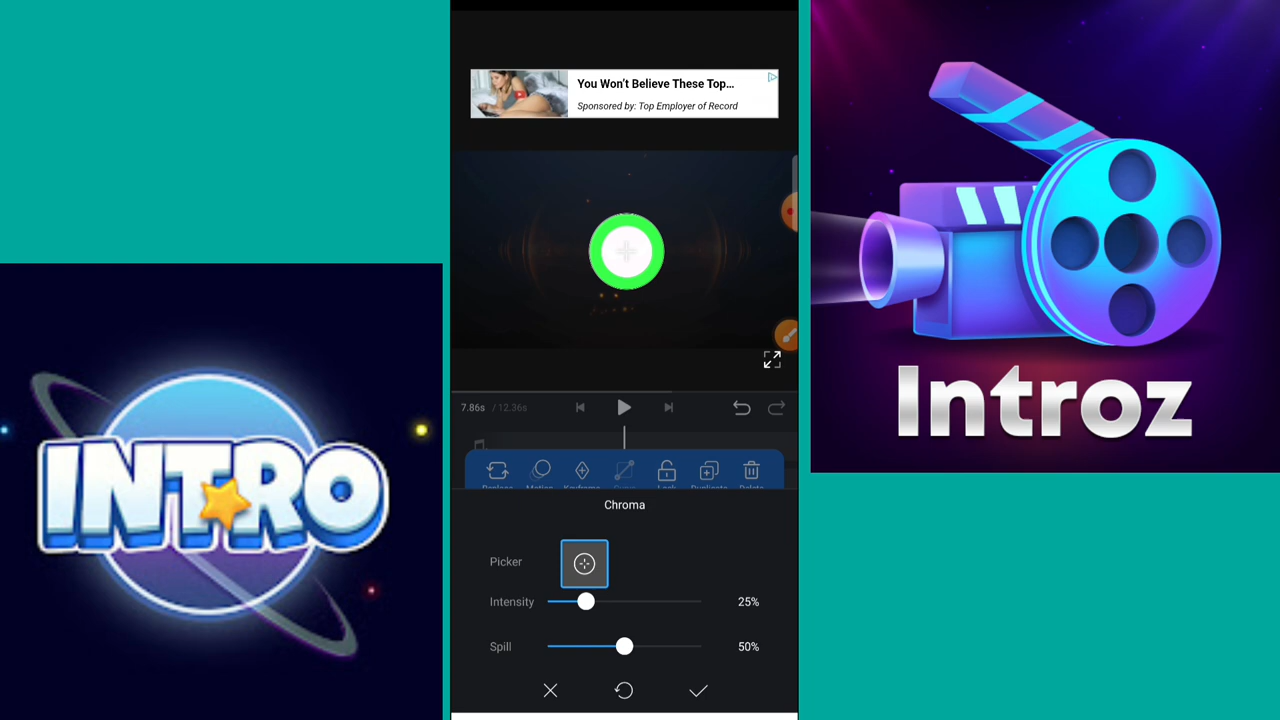 You Won't Believe These Top...
Sponsored by: Top Employer of Record
7.86s / 12.36s
Chroma
Picker
Intensity 25%
Spill 50%
INTRO
Introz